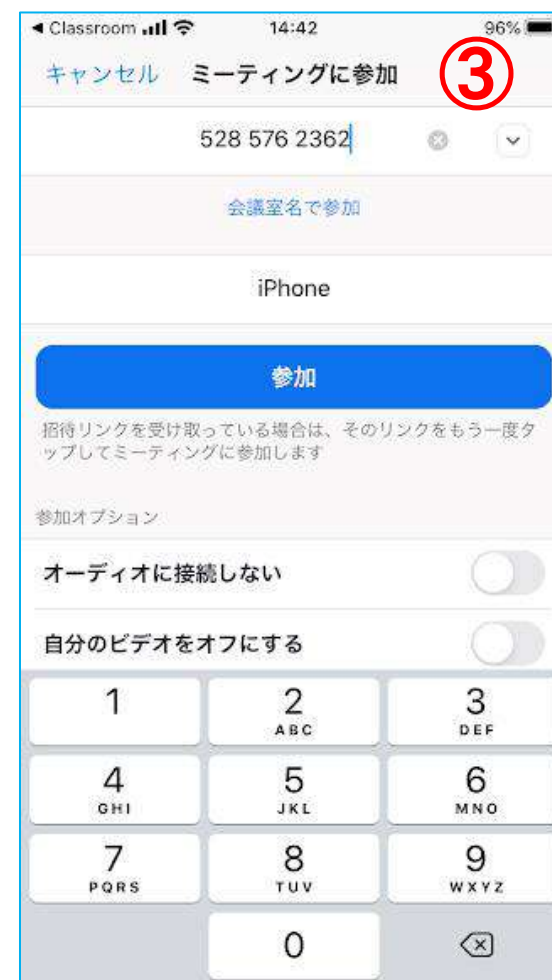 ◀ Classroom 14:42 96%
キャンセル ミーティングに参加 ③
528 576 2362
会議室名で参加
iPhone
参加
招待リンクを受け取っている場合は、そのリンクをもう一度タ
ップしてミーティングに参加します
参加オプション
オーディオに接続しない
自分のビデオをオフにする
1 2 3
ABC DEF
4 5 6
GHI JKL MNO
7 8 9
PQRS TUV WXYZ
0